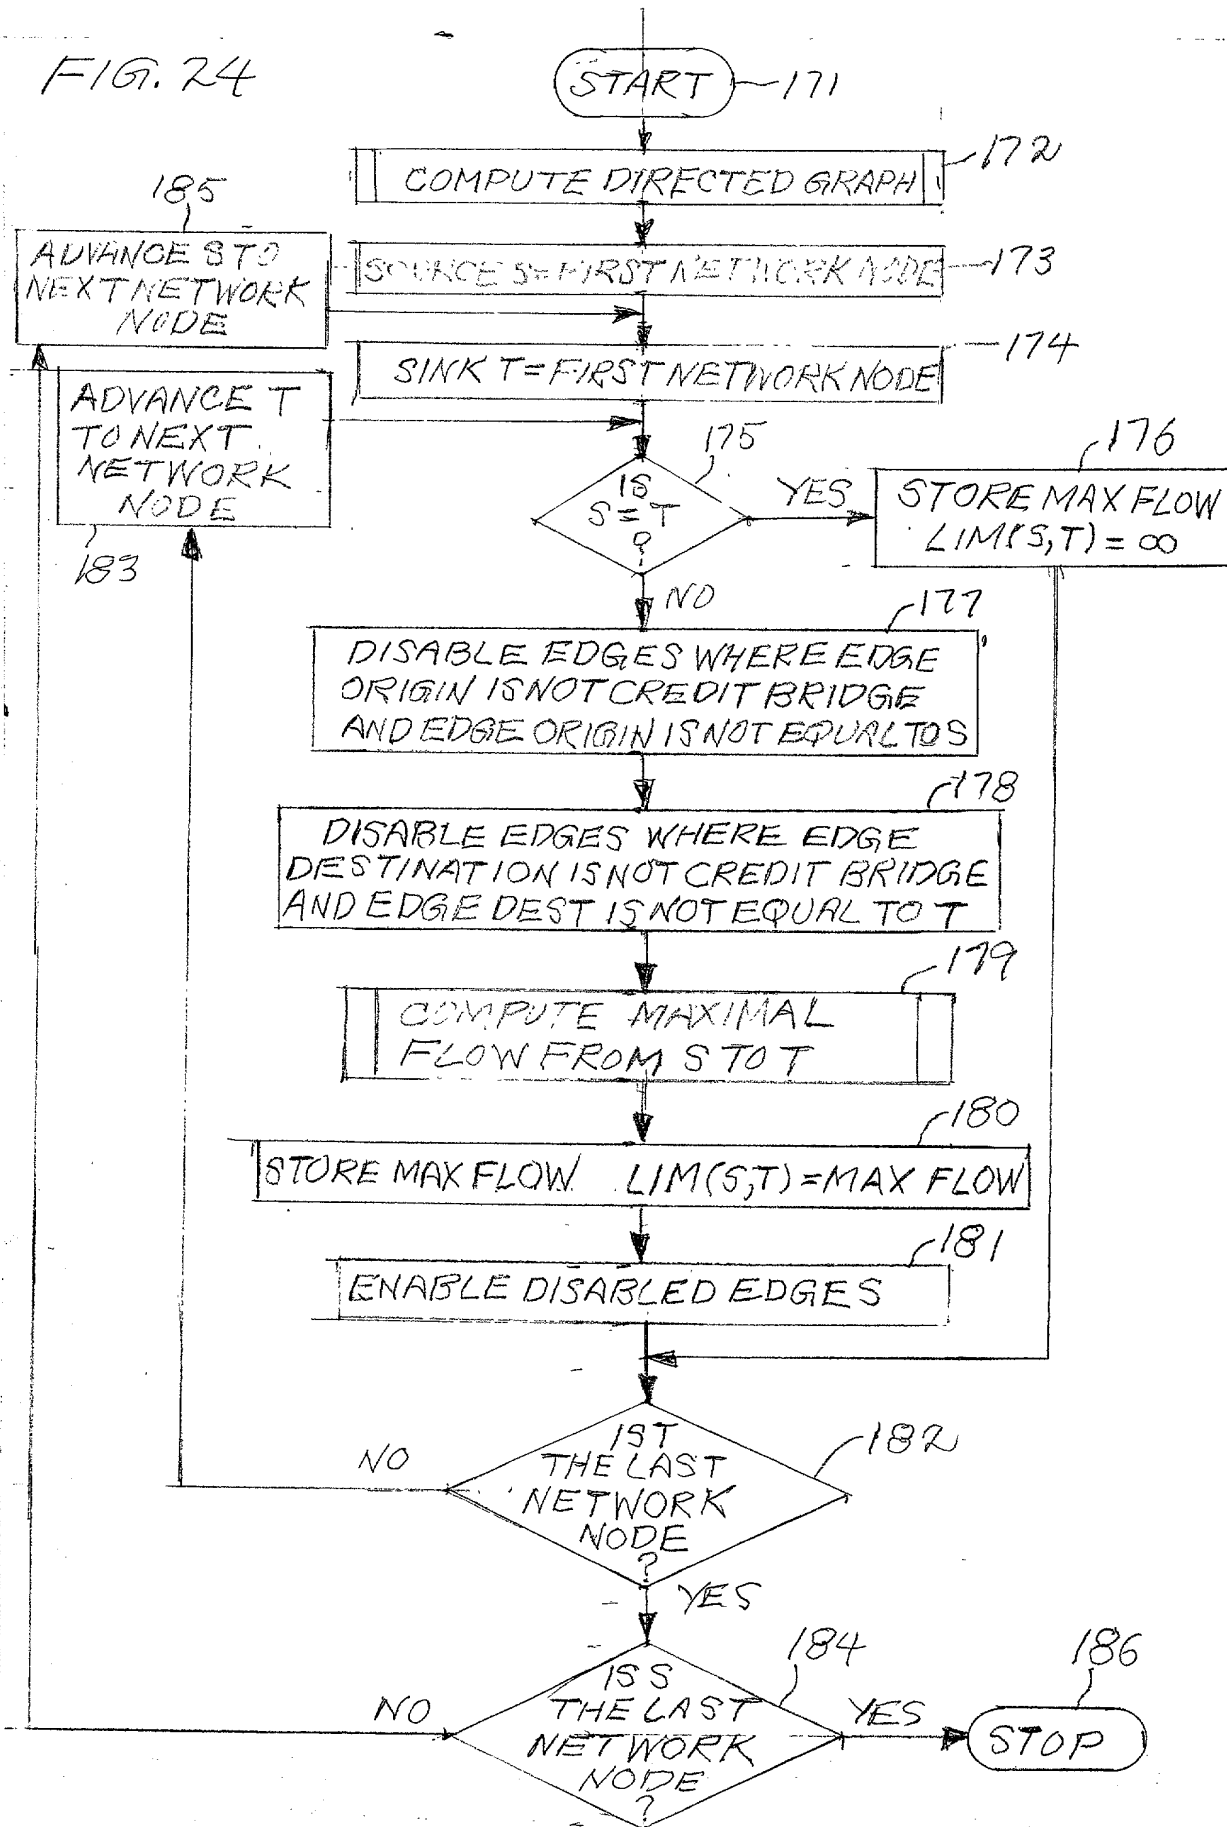 FIG. 24
START
171
172
COMPUTE DIRECTED GRAPH
185
ADVANCE S TO
NEXT NETWORK
NODE
SOURCE S=FIRST NETWORK NODE
173
174
SINK T=FIRST NETWORK NODE
ADVANCE T
TO NEXT
NETWORK
NODE
183
175
IS
S=T
?
YES
176
STORE MAX FLOW
LIM(S,T)=∞
NO
177
DISABLE EDGES WHERE EDGE
ORIGIN IS NOT CREDIT BRIDGE
AND EDGE ORIGIN IS NOT EQUAL TO S
178
DISABLE EDGES WHERE EDGE
DESTINATION IS NOT CREDIT BRIDGE
AND EDGE DEST IS NOT EQUAL TO T
179
COMPUTE MAXIMAL
FLOW FROM S TO T
180
STORE MAX FLOW LIM(S,T)=MAX FLOW
181
ENABLE DISABLED EDGES
182
IS T
THE LAST
NETWORK
NODE
?
NO
YES
184
IS S
THE LAST
NETWORK
NODE
?
NO
YES
186
STOP